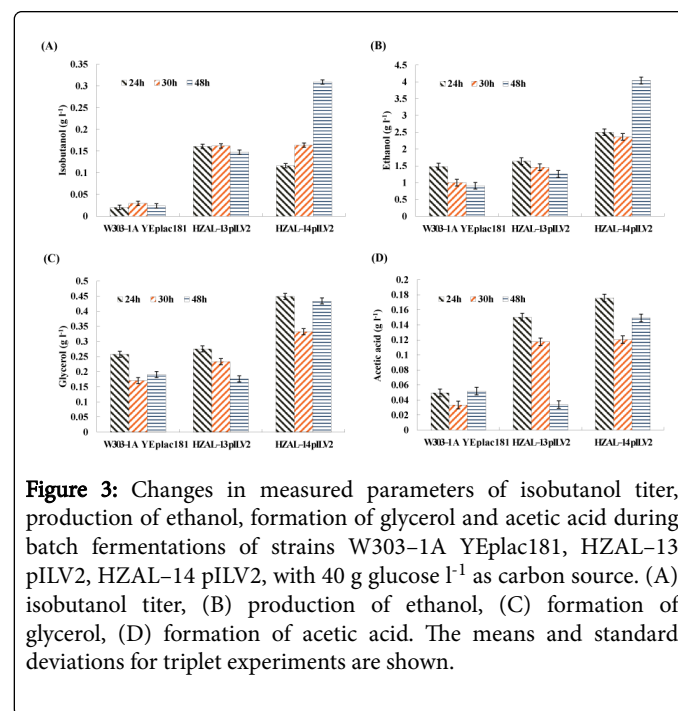 (A)
24h 30h 48h
Isobutanol (g l-1)
0.35
0.3
0.25
0.2
0.15
0.1
0.05
0
W303-1A YEplac181 HZAL-13pILV2 HZAL-14pILV2
(B)
24h 30h 48h
Ethanol (g l-1)
4.5
4
3.5
3
2.5
2
1.5
1
0.5
0
W303-1A YEplac181 HZAL-13pILV2 HZAL-14pILV2
(C)
24h 30h 48h
Glycerol (g l-1)
0.5
0.45
0.4
0.35
0.3
0.25
0.2
0.15
0.1
0.05
0
W303-1A YEplac181 HZAL-13pILV2 HZAL-14pILV2
(D)
24h 30h 48h
Acetic acid (g l-1)
0.2
0.18
0.16
0.14
0.12
0.1
0.08
0.06
0.04
0.02
0
W303-1A YEplac181 HZAL-13pILV2 HZAL-14pILV2
Figure 3: Changes in measured parameters of isobutanol titer,
production of ethanol, formation of glycerol and acetic acid during
batch fermentations of strains W303–1A YEplac181, HZAL–13
pILV2, HZAL–14 pILV2, with 40 g glucose l-1 as carbon source. (A)
isobutanol titer, (B) production of ethanol, (C) formation of
glycerol, (D) formation of acetic acid. The means and standard
deviations for triplet experiments are shown.